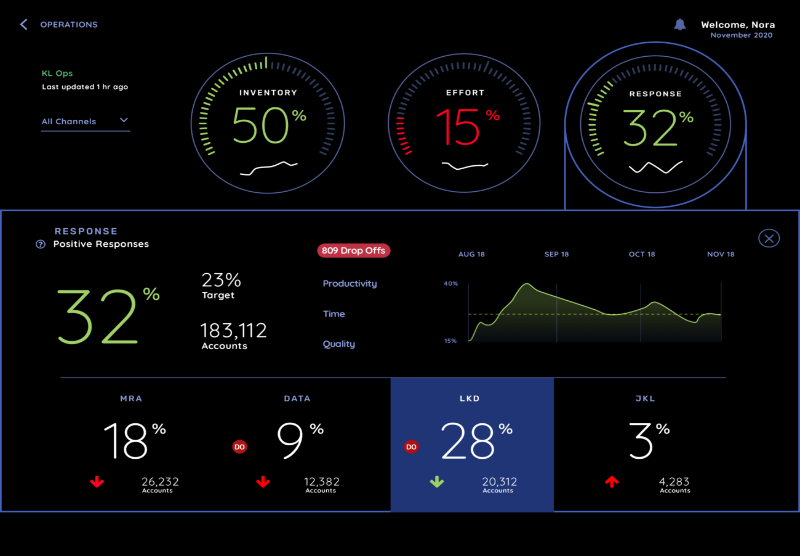 OPERATIONS
Welcome, Nora
November 2020
KL Ops
Last updated 1 hr ago
All Channels
INVENTORY
50%
EFFORT
15%
RESPONSE
32%
RESPONSE
? Positive Responses
32%
23%
Target
183,112
Accounts
809 Drop Offs
Productivity
Time
Quality
AUG 18 SEP 18 OCT 18 NOV 18
40%
15%
MRA
18%
26,232
Accounts
DATA
DO 9%
12,382
Accounts
LKD
DO 28%
20,312
Accounts
JKL
3%
4,283
Accounts